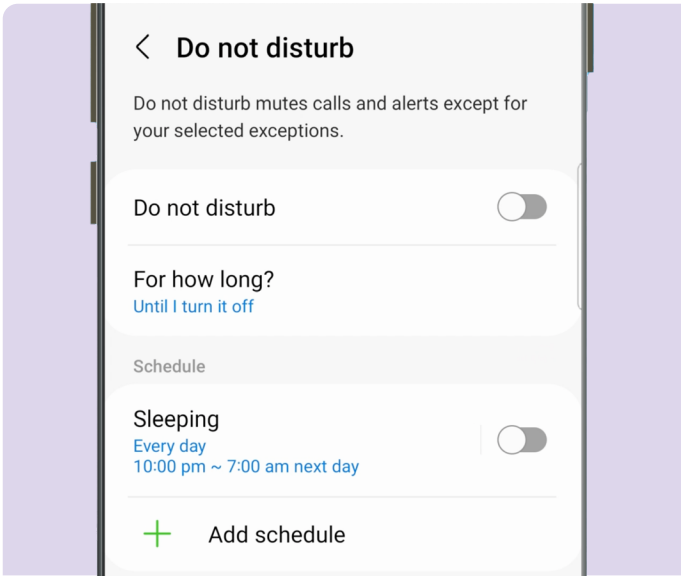 Do not disturb
Do not disturb mutes calls and alerts except for
your selected exceptions.
Do not disturb
For how long?
Until I turn it off
Schedule
Sleeping
Every day
10:00 pm ~ 7:00 am next day
Add schedule